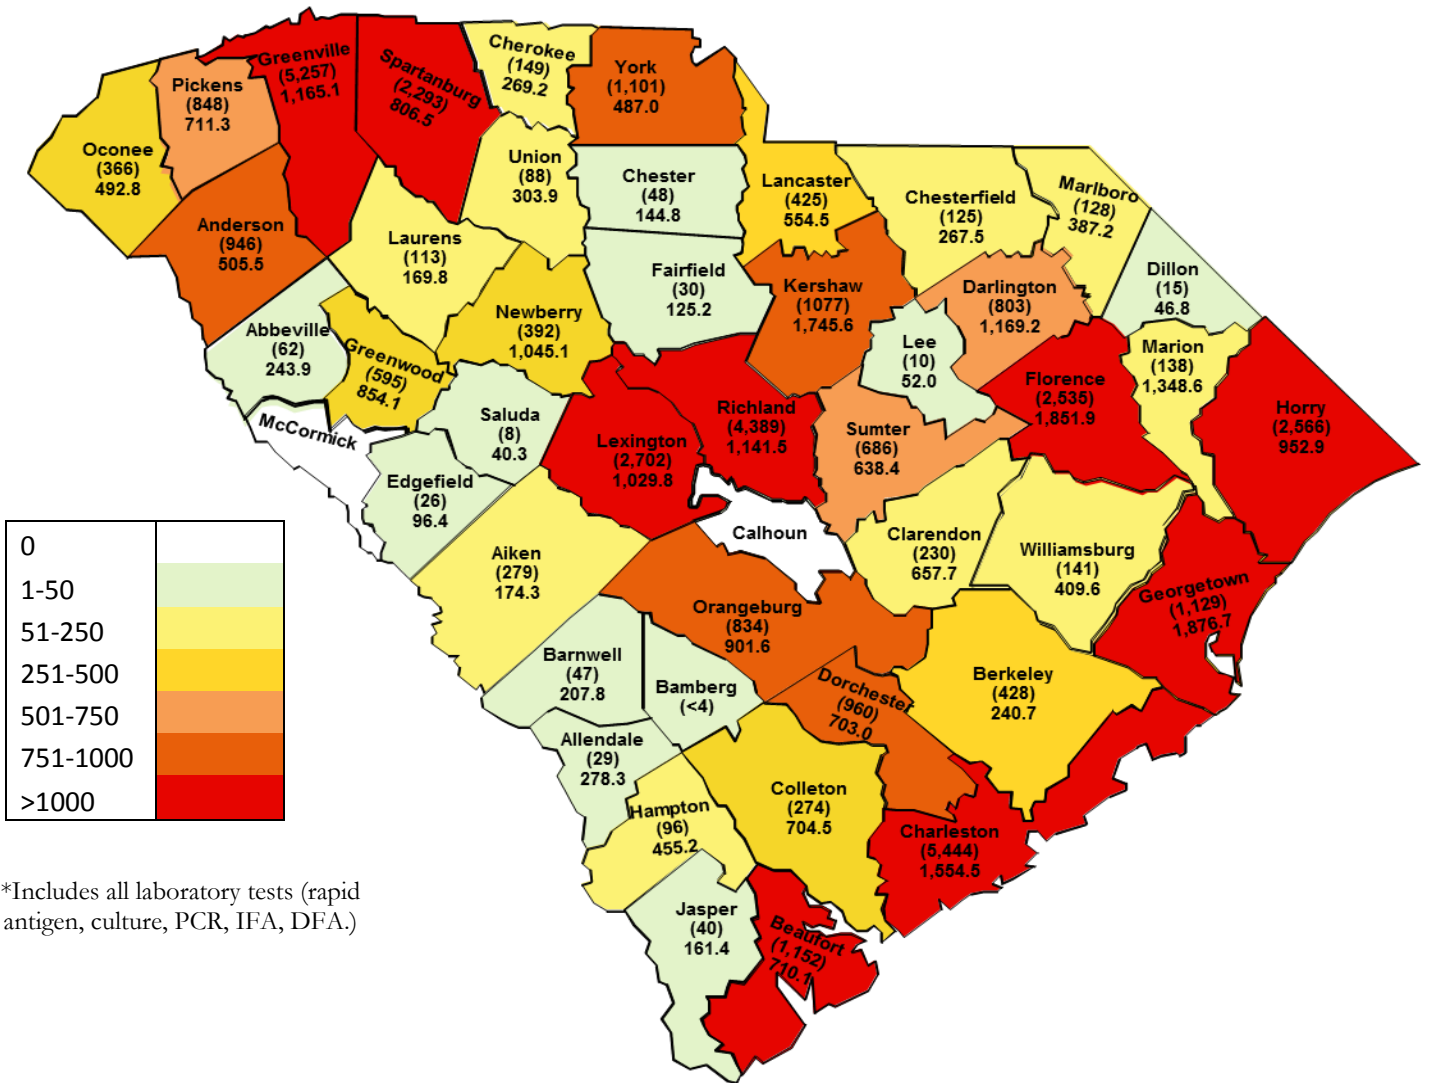 Cherokee
(149)
269.2
Greenville
(5,257)
1,165.1
Spartanburg
(2,293)
806.5
York
(1,101)
487.0
Pickens
(848)
711.3
Oconee
(366)
492.8
Union
(88)
303.9
Chester
(48)
144.8
Lancaster
(425)
554.5
Chesterfield
(125)
267.5
Marlboro
(128)
387.2
Anderson
(946)
505.5
Laurens
(113)
169.8
Fairfield
(30)
125.2
Kershaw
(1077)
1,745.6
Darlington
(803)
1,169.2
Dillon
(15)
46.8
Abbeville
(62)
243.9
Greenwood
(595)
854.1
Newberry
(392)
1,045.1
Lee
(10)
52.0
Marion
(138)
1,348.6
Florence
(2,535)
1,851.9
Horry
(2,566)
952.9
McCormick
Saluda
(8)
40.3
Lexington
(2,702)
1,029.8
Richland
(4,389)
1,141.5
Sumter
(686)
638.4
Edgefield
(26)
96.4
Aiken
(279)
174.3
Calhoun
Clarendon
(230)
657.7
Williamsburg
(141)
409.6
Georgetown
(1,129)
1,876.7
Orangeburg
(834)
901.6
Barnwell
(47)
207.8
Bamberg
(<4)
Dorchester
(960)
703.0
Berkeley
(428)
240.7
Allendale
(29)
278.3
Hampton
(96)
455.2
Colleton
(274)
704.5
Charleston
(5,444)
1,554.5
Jasper
(40)
161.4
Beaufort
(1,152)
710.1
0
1-50
51-250
251-500
501-750
751-1000
>1000
*Includes all laboratory tests (rapid
antigen, culture, PCR, IFA, DFA.)